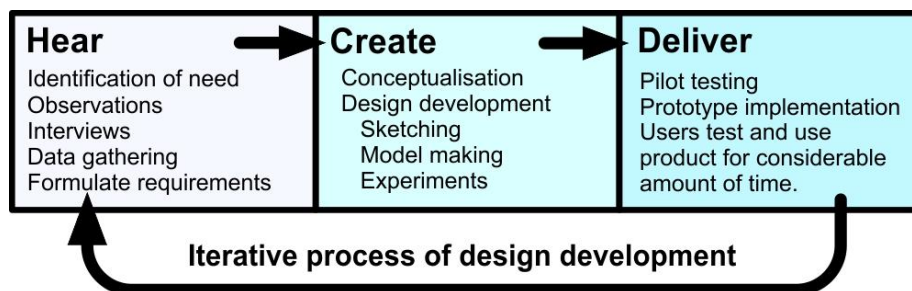 Hear
Identification of need
Observations
Interviews
Data gathering
Formulate requirements
Create
Conceptualisation
Design development
Sketching
Model making
Experiments
Deliver
Pilot testing
Prototype implementation
Users test and use
product for considerable
amount of time.
Iterative process of design development